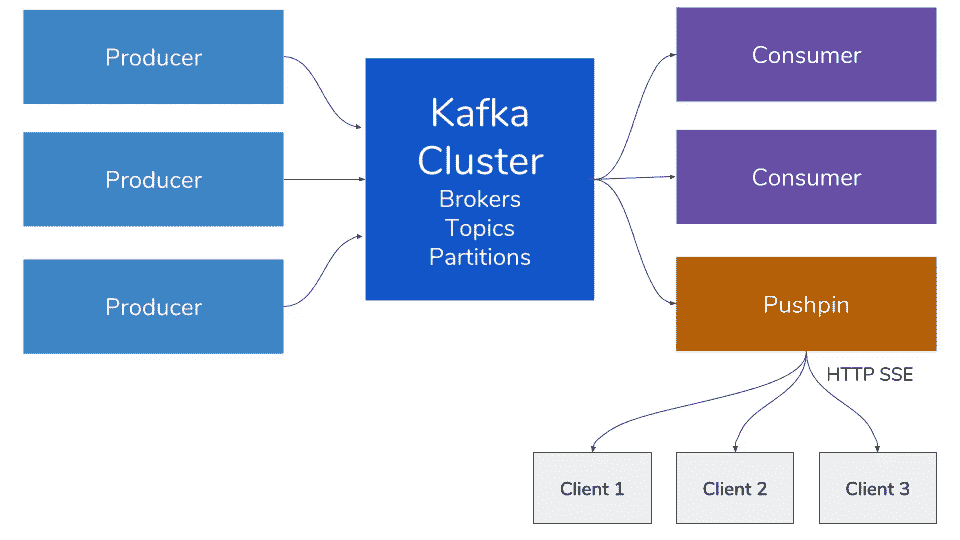 Producer
Producer
Producer
Kafka
Cluster
Brokers
Topics
Partitions
Consumer
Consumer
Pushpin
HTTP SSE
Client 1
Client 2
Client 3